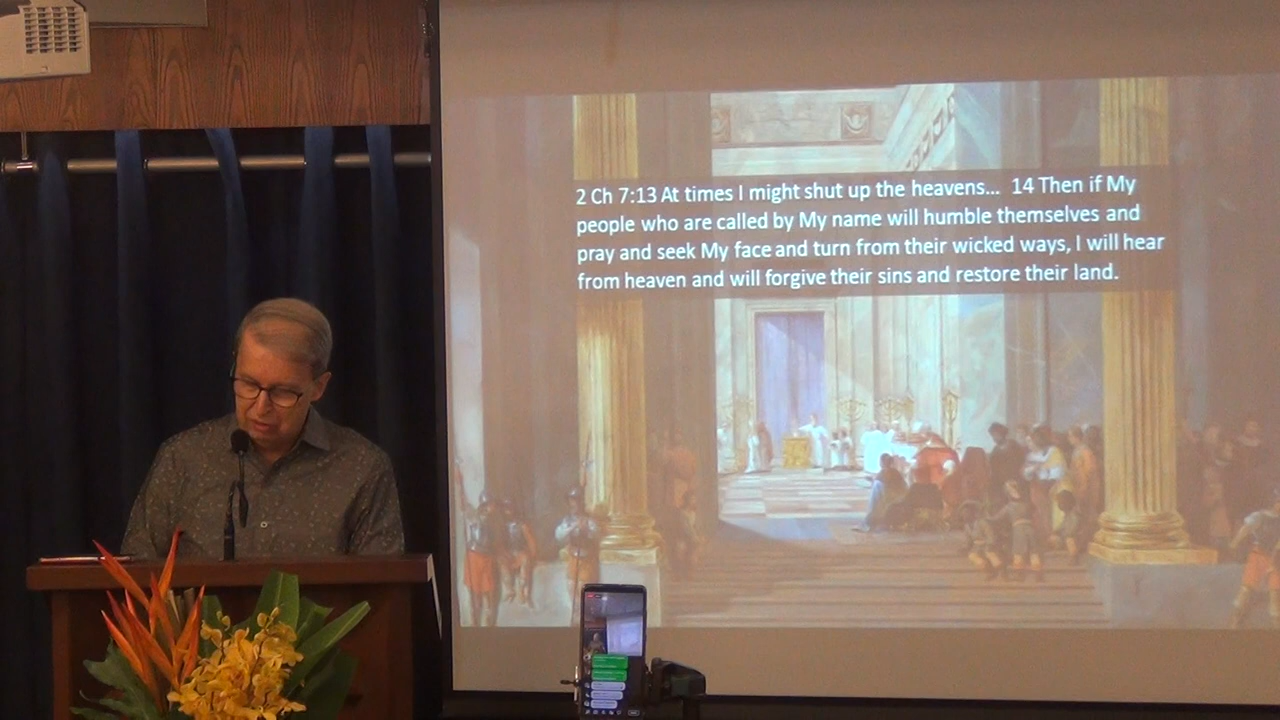 2 Ch 7:13 At times I might shut up the heavens...  14 Then if My
people who are called by My name will humble themselves and
pray and seek My face and turn from their wicked ways, I will hear
from heaven and will forgive their sins and restore their land.